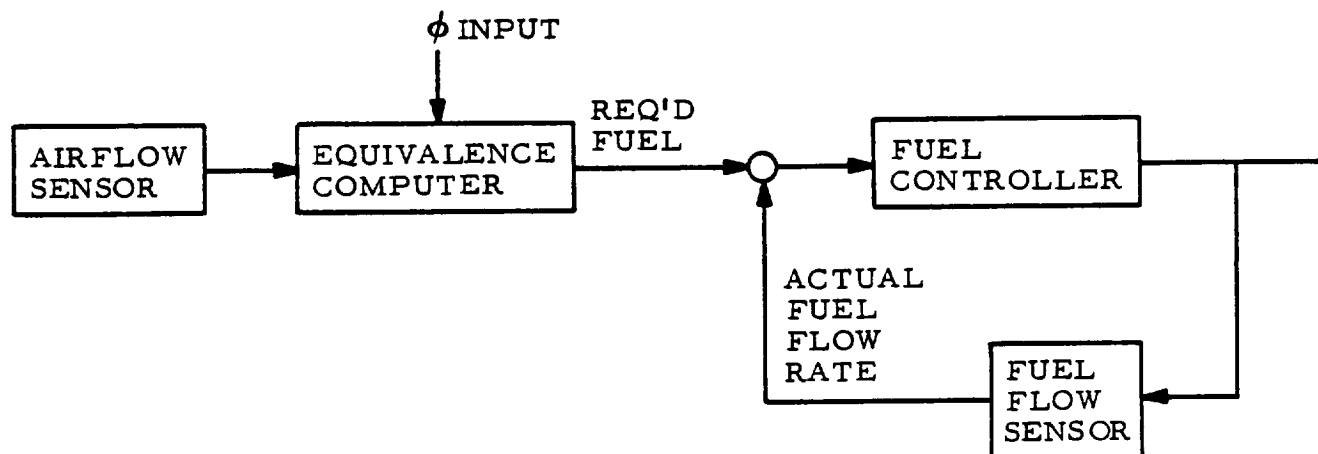 ϕ INPUT
AIRFLOW
SENSOR
EQUIVALENCE
COMPUTER
REQ'D
FUEL
FUEL
CONTROLLER
ACTUAL
FUEL
FLOW
RATE
FUEL
FLOW
SENSOR